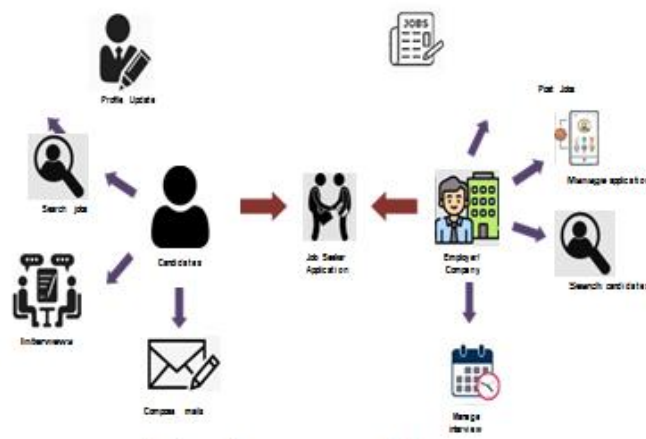 JOBS
Profile Update
Post Jobs
Manage application
Search jobs
Candidates
Job Seeker
Application
Employer/
Company
Search candidates
Interviews
Compose mails
Manage
interview